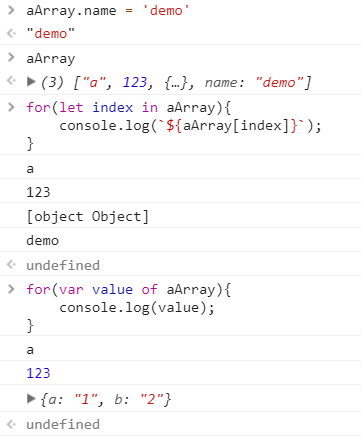 > aArray.name = 'demo'
< "demo"
> aArray
< ▶ (3) ["a", 123, {…}, name: "demo"]
> for(let index in aArray){
console.log(`${aArray[index]}`);
}
a
123
[object Object]
demo
< undefined
> for(var value of aArray){
console.log(value);
}
a
123
▶ {a: "1", b: "2"}
< undefined